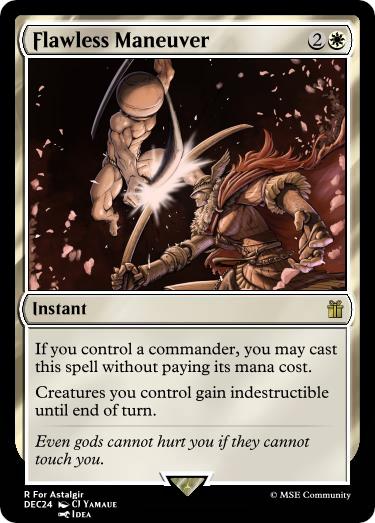 Flawless Maneuver 2
Instant
If you control a commander, you may cast
this spell without paying its mana cost.
Creatures you control gain indestructible
until end of turn.
Even gods cannot hurt you if they cannot
touch you.
R For Astalgir
DEC24 CJ Yamaue © MSE Community
Idea